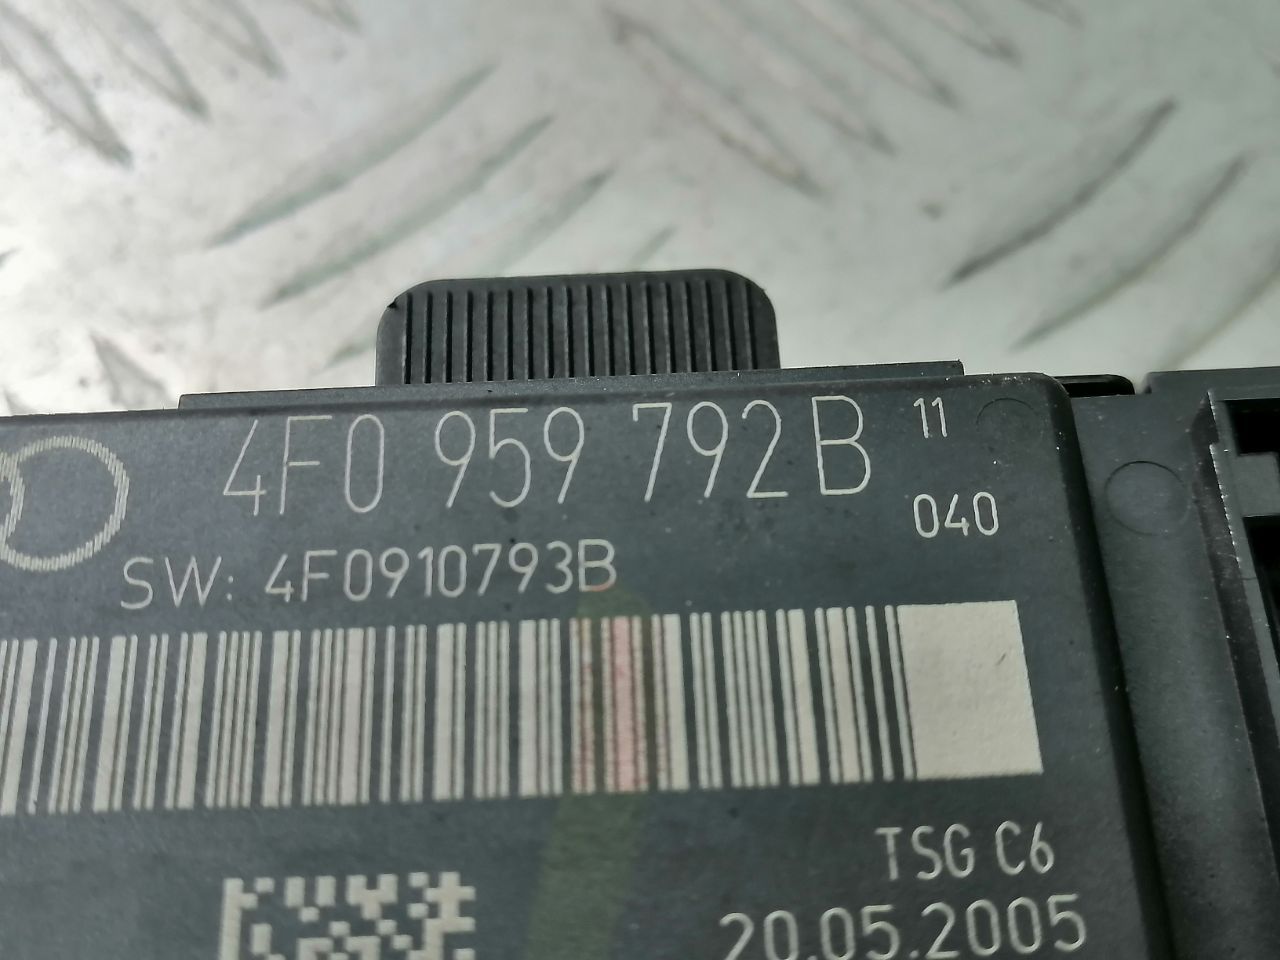 4F0 959 792B 11
040
SW: 4F0910793B
TSG C6
20.05.2005